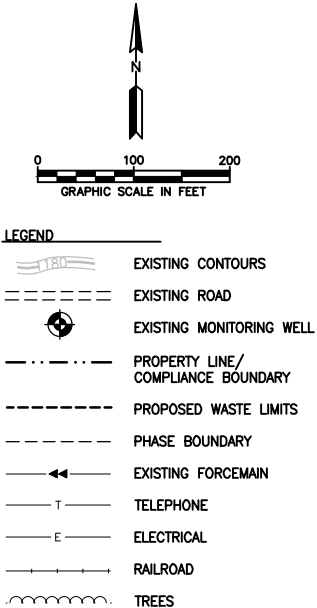 N
0 100 200
GRAPHIC SCALE IN FEET
LEGEND
1180 EXISTING CONTOURS
EXISTING ROAD
EXISTING MONITORING WELL
PROPERTY LINE/
COMPLIANCE BOUNDARY
PROPOSED WASTE LIMITS
PHASE BOUNDARY
EXISTING FORCEMAIN
T TELEPHONE
E ELECTRICAL
RAILROAD
TREES